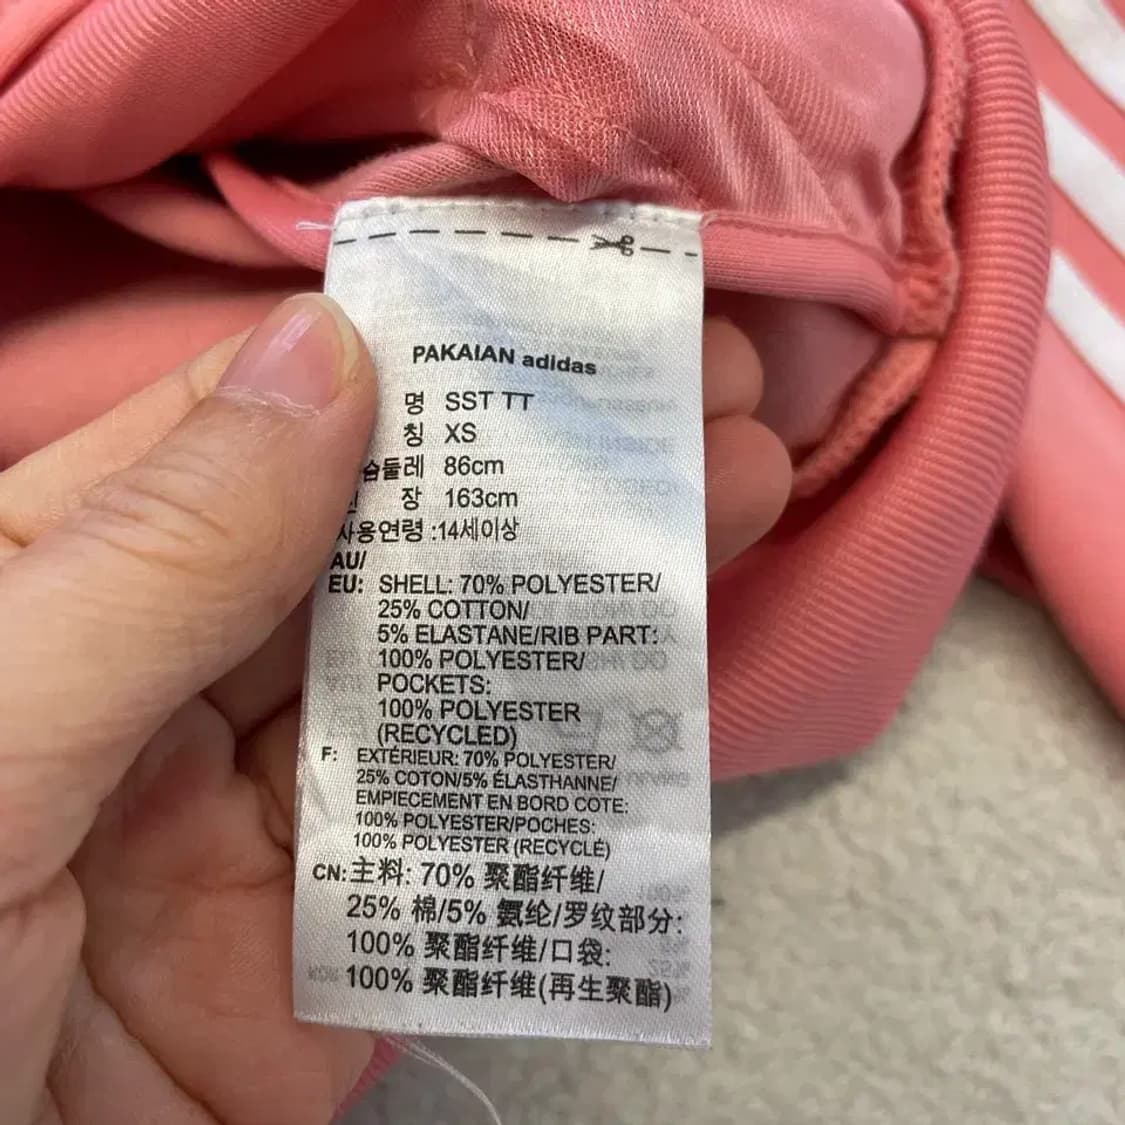 PAKAIAN adidas
명 SST TT
칭 XS
슴둘레 86cm
장 163cm
사용연령 :14세이상
AU/
EU: SHELL: 70% POLYESTER/
25% COTTON/
5% ELASTANE/RIB PART:
100% POLYESTER/
POCKETS:
100% POLYESTER
(RECYCLED)
F: EXTÉRIEUR: 70% POLYESTER/
25% COTON/5% ÉLASTHANNE/
EMPIECEMENT EN BORD COTE:
100% POLYESTER/POCHES:
100% POLYESTER (RECYCLÉ)
CN: 主料: 70% 聚酯纤维/
25% 棉/5% 氨纶/罗纹部分:
100% 聚酯纤维/口袋:
100% 聚酯纤维(再生聚酯)